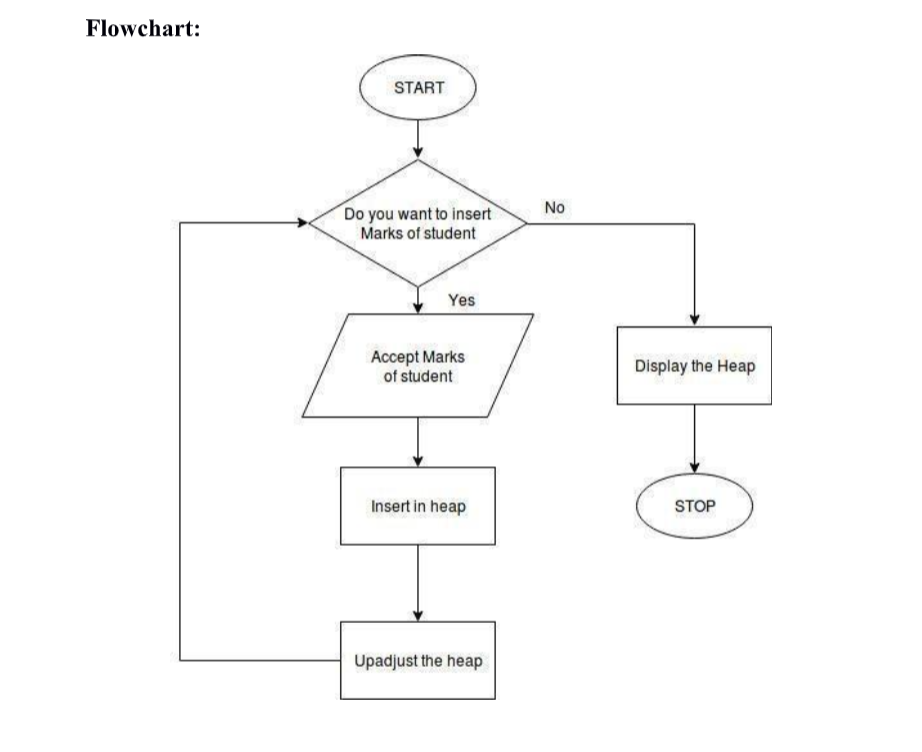 Flowchart:
START
Do you want to insert
Marks of student
No
Yes
Accept Marks
of student
Display the Heap
Insert in heap
STOP
Upadjust the heap